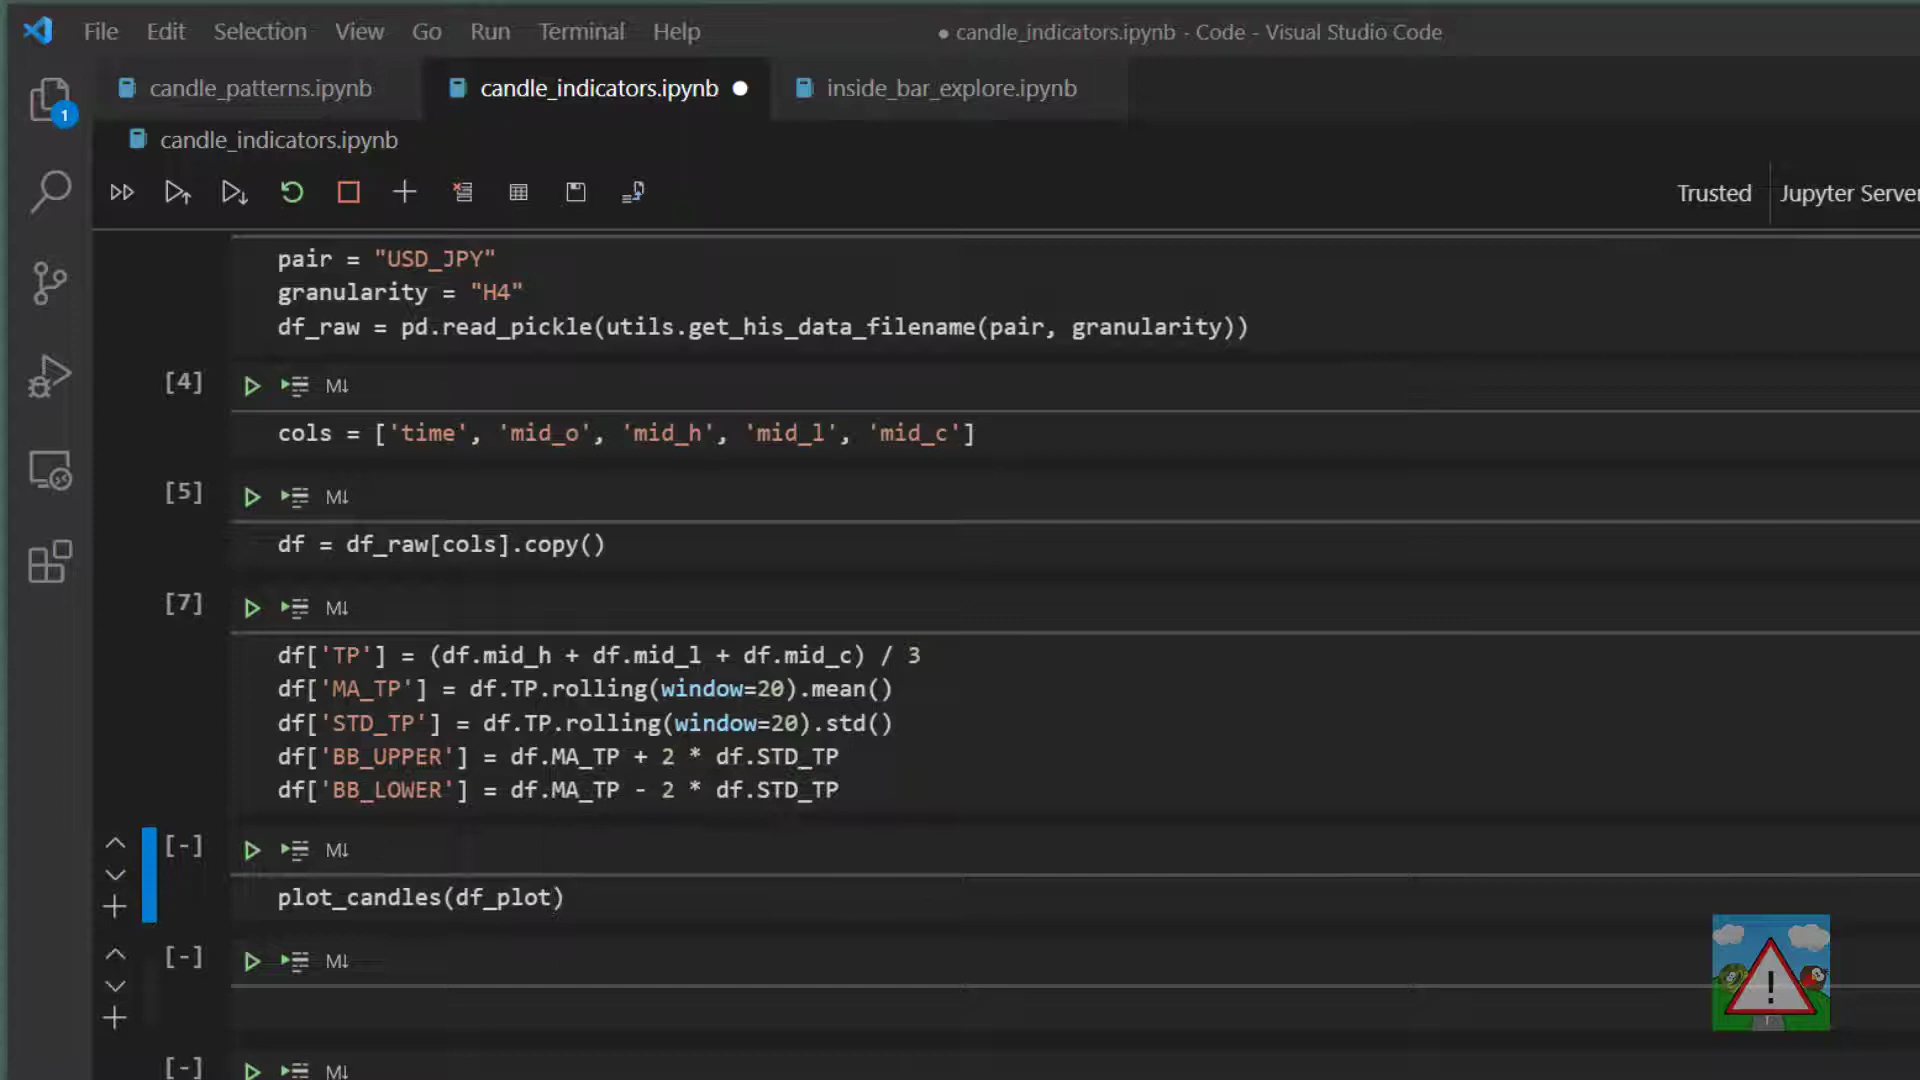 File Edit Selection View Go Run Terminal Help ● candle_indicators.ipynb - Code - Visual Studio Code
candle_patterns.ipynb candle_indicators.ipynb ● inside_bar_explore.ipynb
1
candle_indicators.ipynb
Trusted Jupyter Server
pair = "USD_JPY"
granularity = "H4"
df_raw = pd.read_pickle(utils.get_his_data_filename(pair, granularity))
[4] M↓
cols = ['time', 'mid_o', 'mid_h', 'mid_l', 'mid_c']
[5] M↓
df = df_raw[cols].copy()
[7] M↓
df['TP'] = (df.mid_h + df.mid_l + df.mid_c) / 3
df['MA_TP'] = df.TP.rolling(window=20).mean()
df['STD_TP'] = df.TP.rolling(window=20).std()
df['BB_UPPER'] = df.MA_TP + 2 * df.STD_TP
df['BB_LOWER'] = df.MA_TP - 2 * df.STD_TP
[-] M↓
plot_candles(df_plot)
[-] M↓
!
[-] M↓